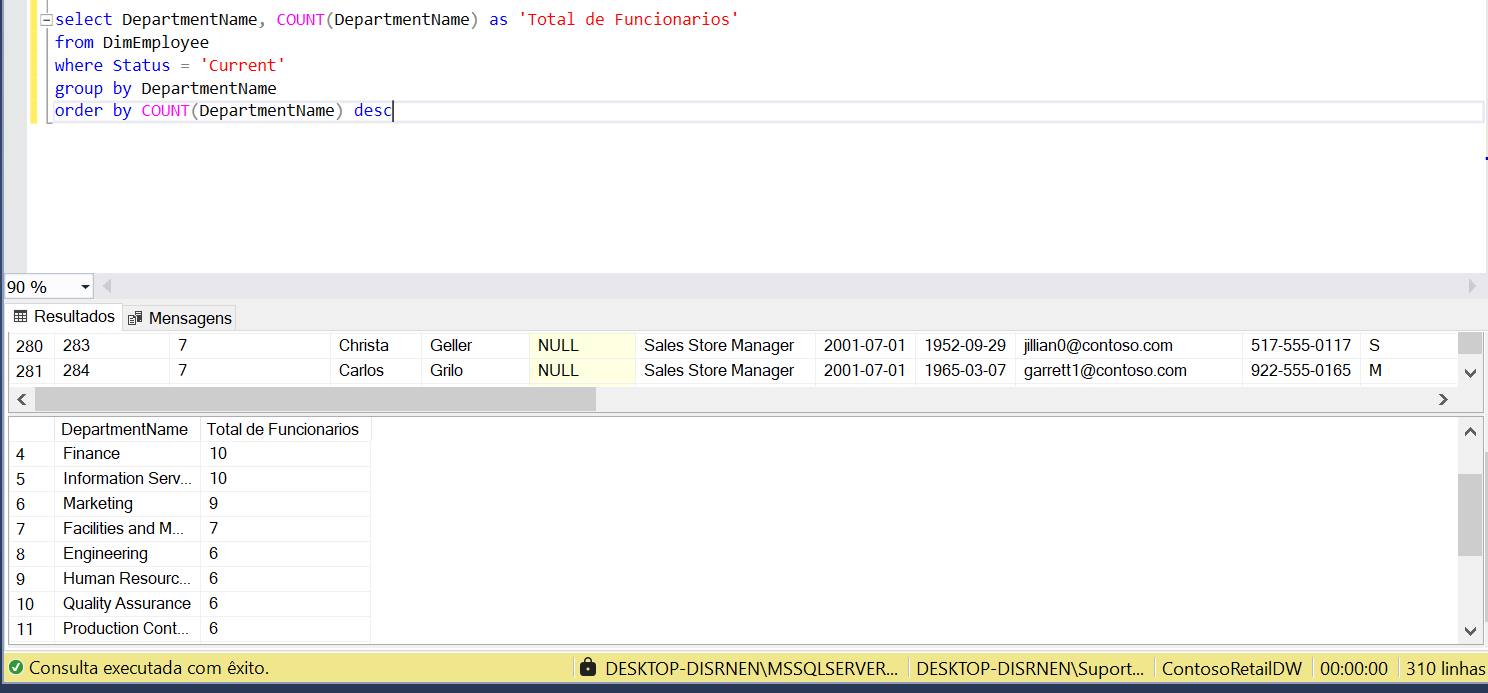 select DepartmentName, COUNT(DepartmentName) as 'Total de Funcionarios'
from DimEmployee
where Status = 'Current'
group by DepartmentName
order by COUNT(DepartmentName) desc
90 %
Resultados Mensagens
280 283 7 Christa Geller NULL Sales Store Manager 2001-07-01 1952-09-29 jillian0@contoso.com 517-555-0117 S
281 284 7 Carlos Grilo NULL Sales Store Manager 2001-07-01 1965-03-07 garrett1@contoso.com 922-555-0165 M
DepartmentName Total de Funcionarios
4 Finance 10
5 Information Serv... 10
6 Marketing 9
7 Facilities and M... 7
8 Engineering 6
9 Human Resourc... 6
10 Quality Assurance 6
11 Production Cont... 6
Consulta executada com êxito. DESKTOP-DISRNEN\MSSQLSERVER... DESKTOP-DISRNEN\Suport... ContosoRetailDW 00:00:00 310 linhas